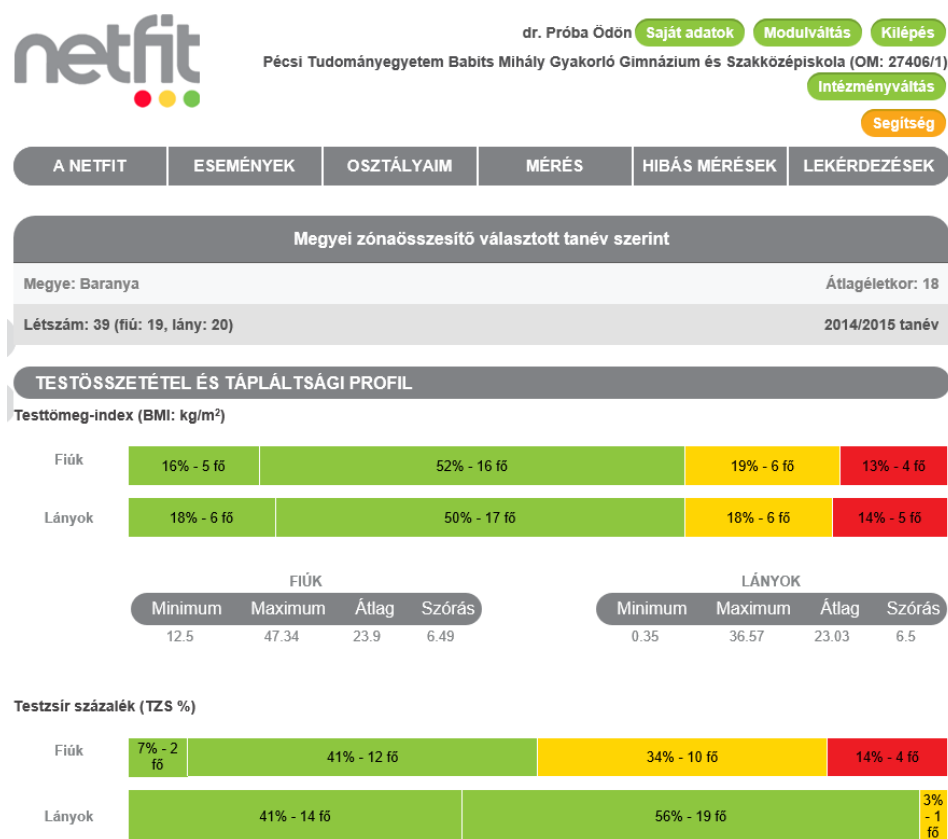 netfit
dr. Próba Ödön Saját adatok Modulváltás Kilépés
Pécsi Tudományegyetem Babits Mihály Gyakorló Gimnázium és Szakközépiskola (OM: 27406/1)
Intézményváltás
Segítség
A NETFIT ESEMÉNYEK OSZTÁLYAIM MÉRÉS HIBÁS MÉRÉSEK LEKÉRDEZÉSEK
Megyei zónaösszesítő választott tanév szerint
Megye: Baranya Átlagéletkor: 18
Létszám: 39 (fiú: 19, lány: 20) 2014/2015 tanév
TESTÖSSZETÉTEL ÉS TÁPLÁLTSÁGI PROFIL
Testtömeg-index (BMI: kg/m²)
Fiúk 16% - 5 fő 52% - 16 fő 19% - 6 fő 13% - 4 fő
Lányok 18% - 6 fő 50% - 17 fő 18% - 6 fő 14% - 5 fő
FIÚK LÁNYOK
Minimum Maximum Átlag Szórás Minimum Maximum Átlag Szórás
12.5 47.34 23.9 6.49 0.35 36.57 23.03 6.5
Testzsír százalék (TZS %)
Fiúk 7% - 2 fő 41% - 12 fő 34% - 10 fő 14% - 4 fő
Lányok 41% - 14 fő 56% - 19 fő 3% - 1 fő